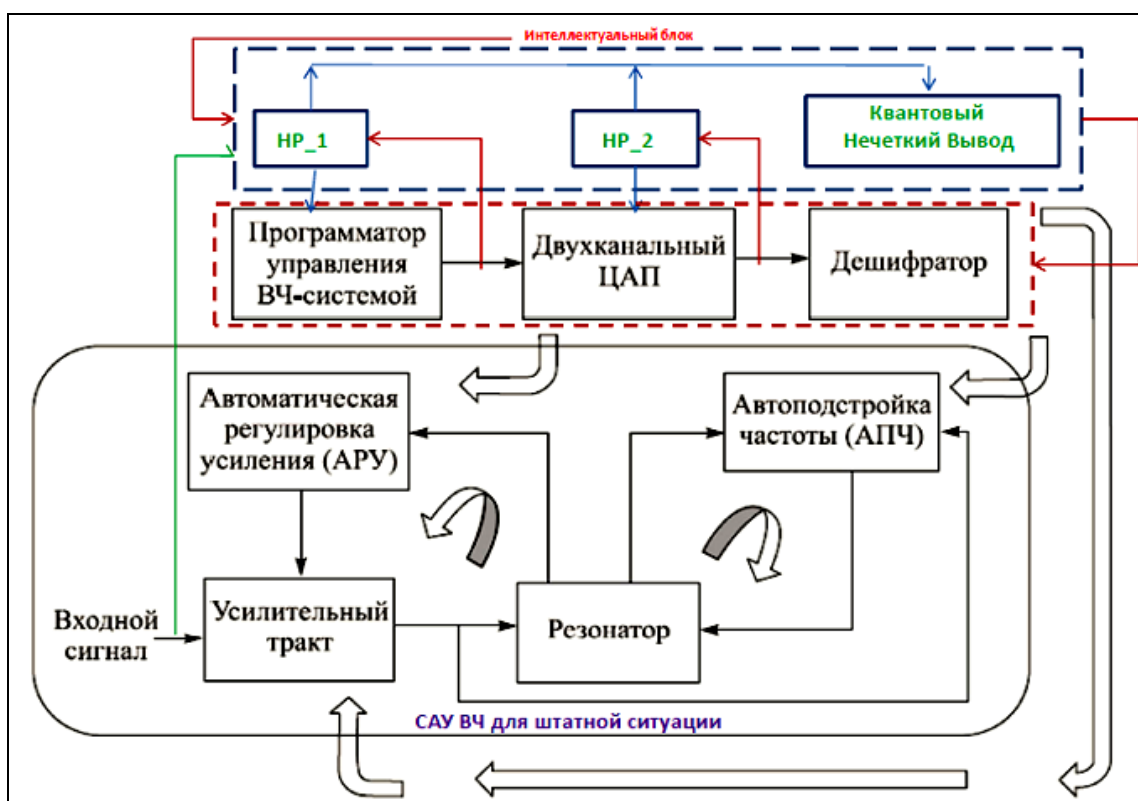 Интеллектуальный блок
НР_1
НР_2
Квантовый
Нечеткий Вывод
Программатор
управления
ВЧ-системой
Двухканальный
ЦАП
Дешифратор
Автоматическая
регулировка
усиления (АРУ)
Автоподстройка
частоты (АПЧ)
Входной
сигнал
Усилительный
тракт
Резонатор
САУ ВЧ для штатной ситуации